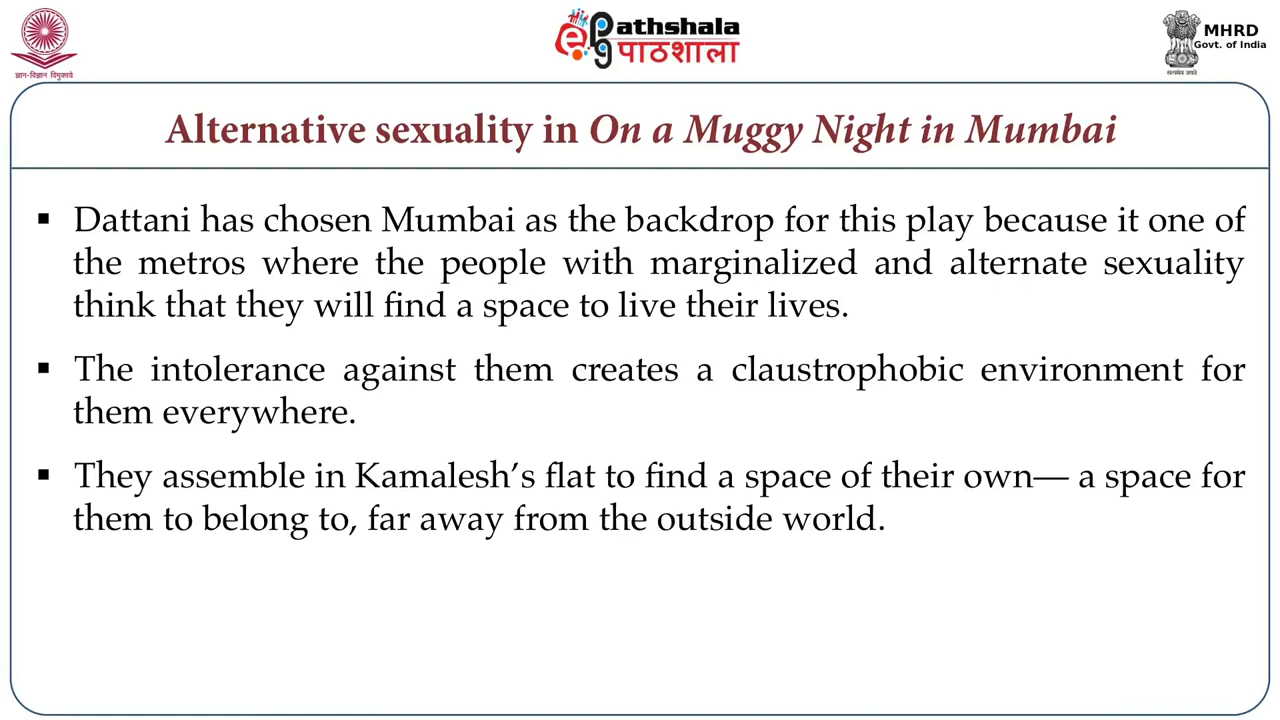 ज्ञान-विज्ञान विमुक्तये
ePathshala
पाठशाला
MHRD
Govt. of India
सत्यमेव जयते
Alternative sexuality in On a Muggy Night in Mumbai
▪ Dattani has chosen Mumbai as the backdrop for this play because it one of
the metros where the people with marginalized and alternate sexuality
think that they will find a space to live their lives.
▪ The intolerance against them creates a claustrophobic environment for
them everywhere.
▪ They assemble in Kamalesh’s flat to find a space of their own— a space for
them to belong to, far away from the outside world.